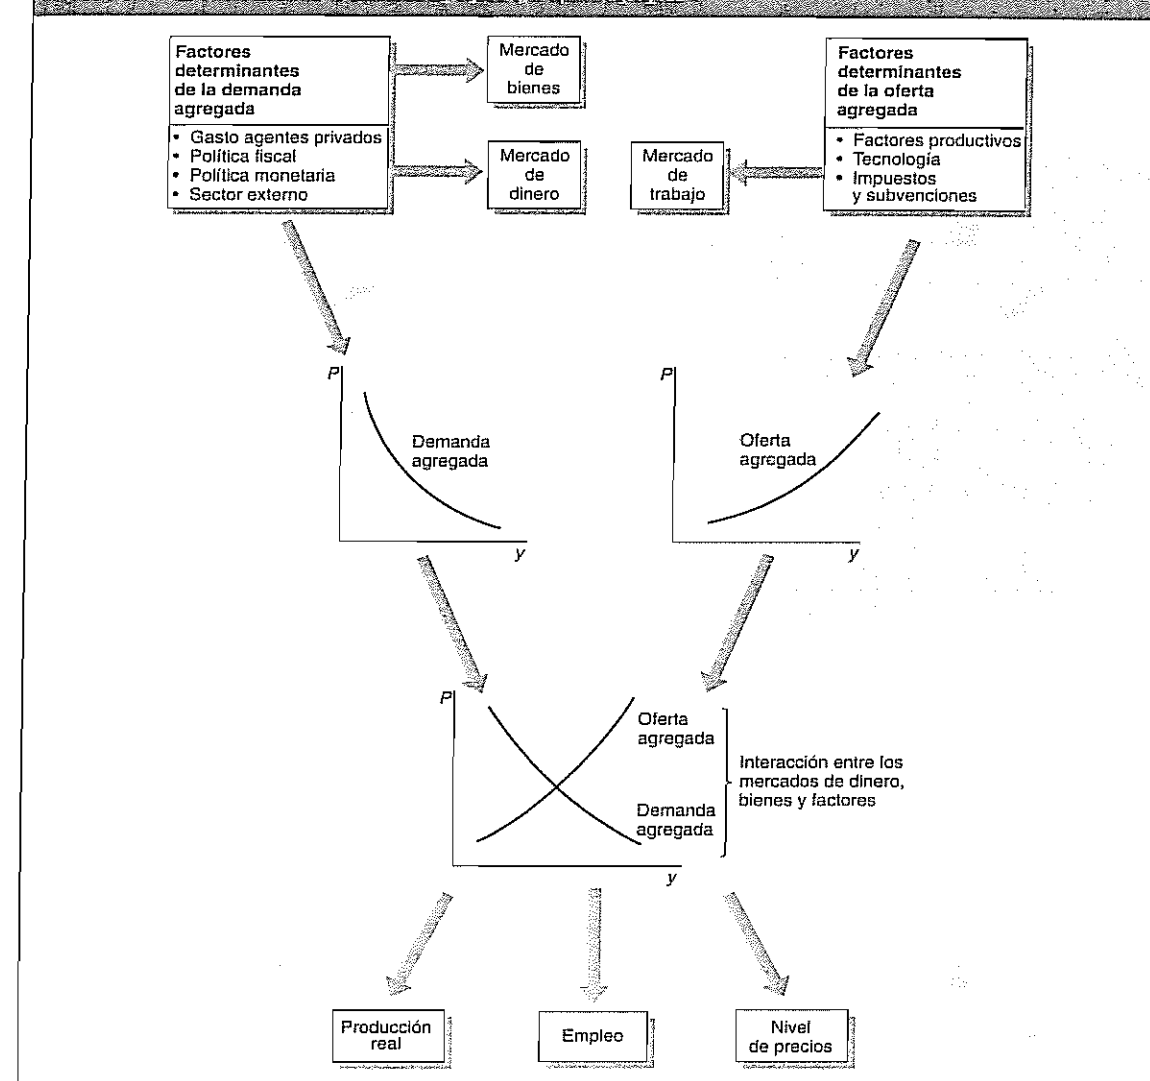 Factores
determinantes
de la demanda
agregada
• Gasto agentes privados
• Política fiscal
• Política monetaria
• Sector externo
Mercado
de
bienes
Mercado
de
dinero
Mercado
de
trabajo
Factores
determinantes
de la oferta
agregada
• Factores productivos
• Tecnología
• Impuestos
y subvenciones
P
Demanda
agregada
y
P
Oferta
agregada
y
P
Oferta
agregada
Demanda
agregada
y
Interacción entre los
mercados de dinero,
bienes y factores
Producción
real
Empleo
Nivel
de precios